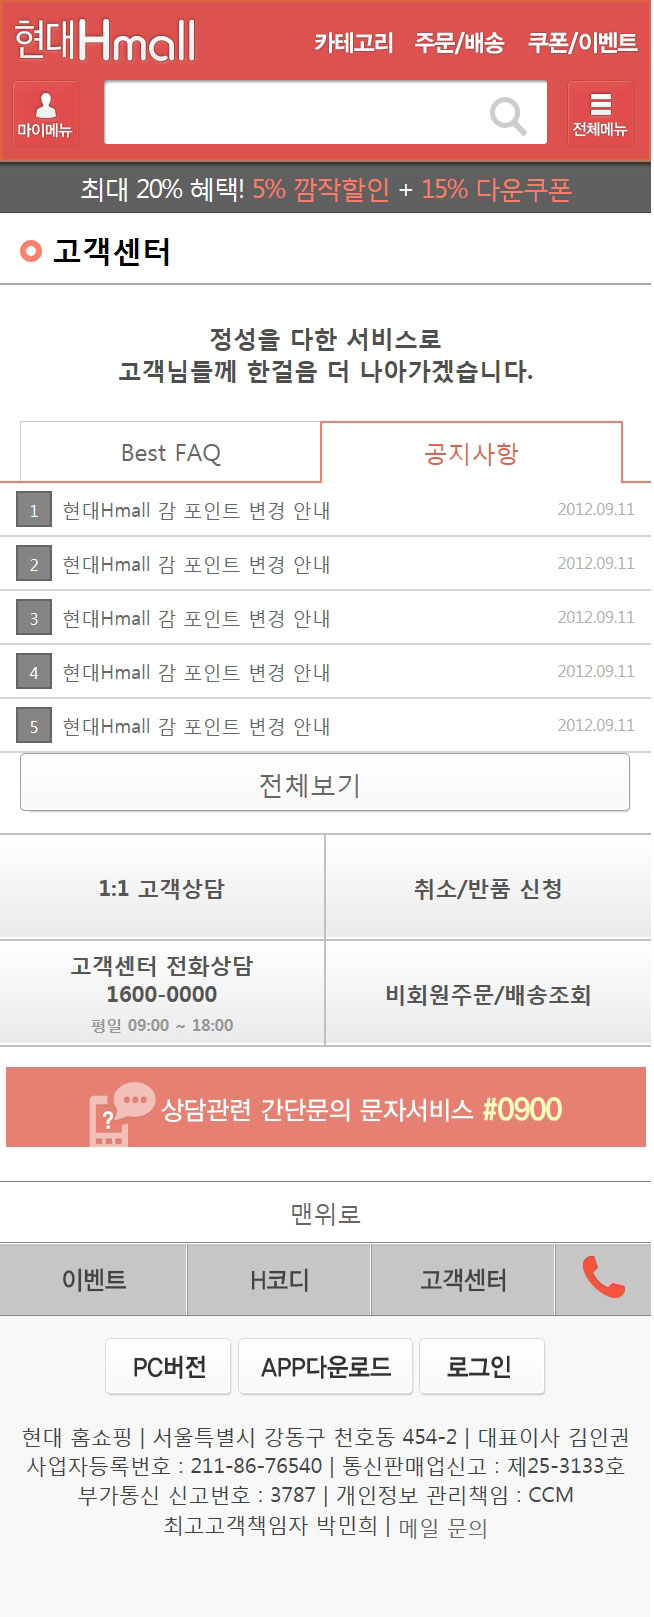 현대Hmall
카테고리 주문/배송 쿠폰/이벤트
마이메뉴
전체메뉴
최대 20% 혜택! 5% 깜작할인 + 15% 다운쿠폰
고객센터
정성을 다한 서비스로
고객님들께 한걸음 더 나아가겠습니다.
Best FAQ 공지사항
1 현대Hmall 감 포인트 변경 안내 2012.09.11
2 현대Hmall 감 포인트 변경 안내 2012.09.11
3 현대Hmall 감 포인트 변경 안내 2012.09.11
4 현대Hmall 감 포인트 변경 안내 2012.09.11
5 현대Hmall 감 포인트 변경 안내 2012.09.11
전체보기
1:1 고객상담 취소/반품 신청
고객센터 전화상담
1600-0000
평일 09:00 ~ 18:00
비회원주문/배송조회
? 상담관련 간단문의 문자서비스 #0900
맨위로
이벤트 H코디 고객센터
PC버전 APP다운로드 로그인
현대 홈쇼핑 | 서울특별시 강동구 천호동 454-2 | 대표이사 김인권
사업자등록번호 : 211-86-76540 | 통신판매업신고 : 제25-3133호
부가통신 신고번호 : 3787 | 개인정보 관리책임 : CCM
최고고객책임자 박민희 | 메일 문의